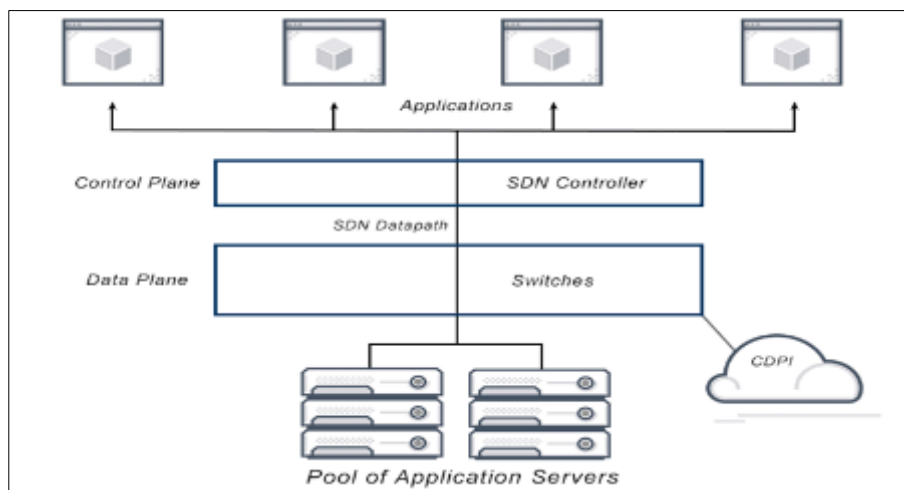 Applications
Control Plane
SDN Controller
SDN Datapath
Data Plane
Switches
CDPI
Pool of Application Servers